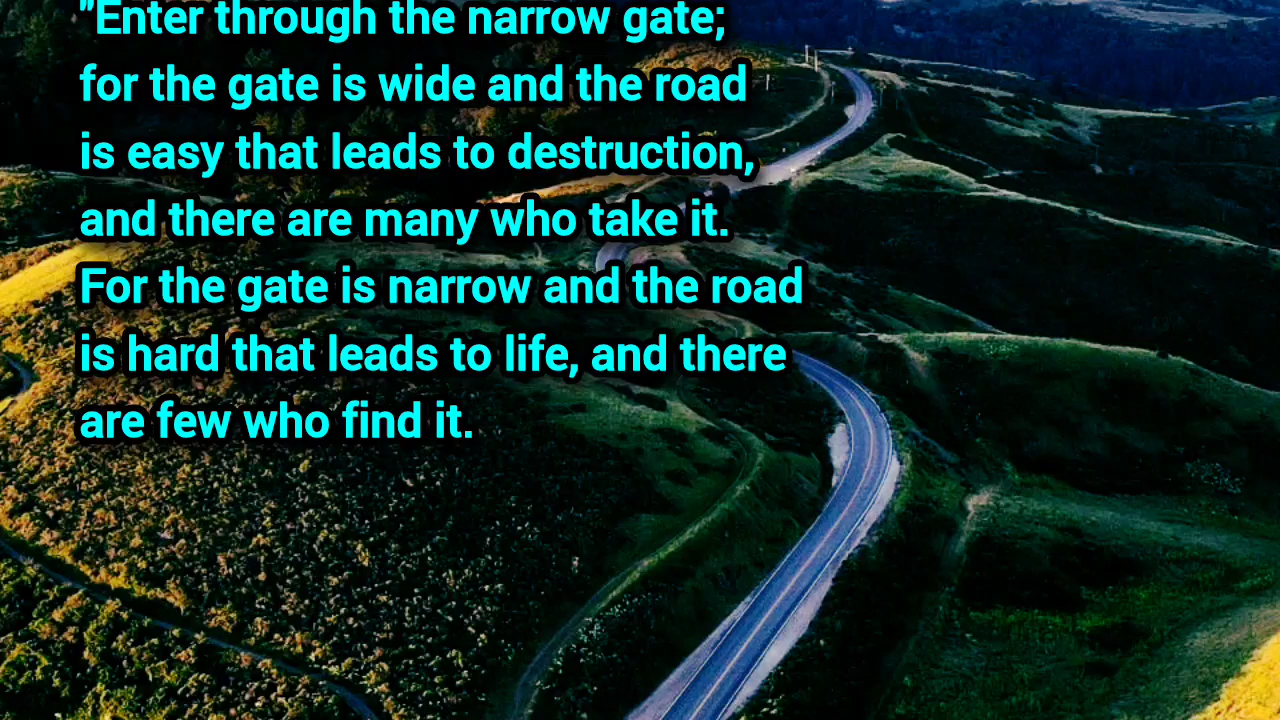 "Enter through the narrow gate;
for the gate is wide and the road
is easy that leads to destruction,
and there are many who take it.
For the gate is narrow and the road
is hard that leads to life, and there
are few who find it.